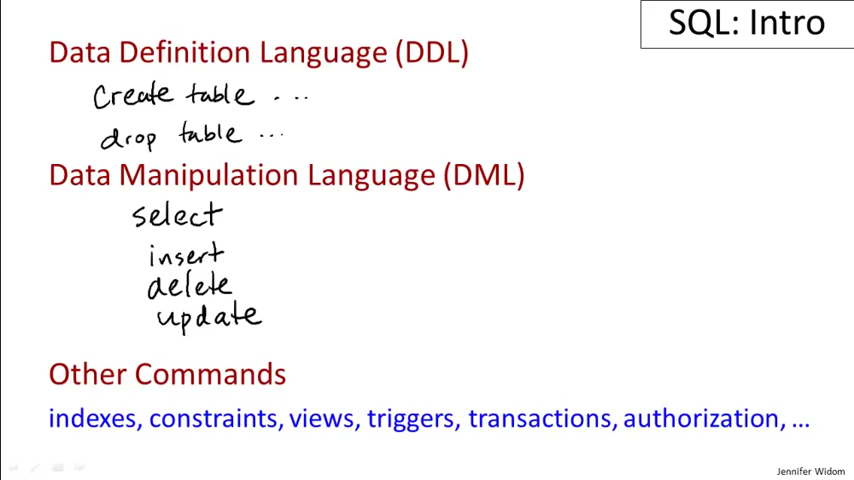 SQL: Intro
Data Definition Language (DDL)
Create table ...
drop table ...
Data Manipulation Language (DML)
select
insert
delete
update
Other Commands
indexes, constraints, views, triggers, transactions, authorization, ...
Jennifer Widom